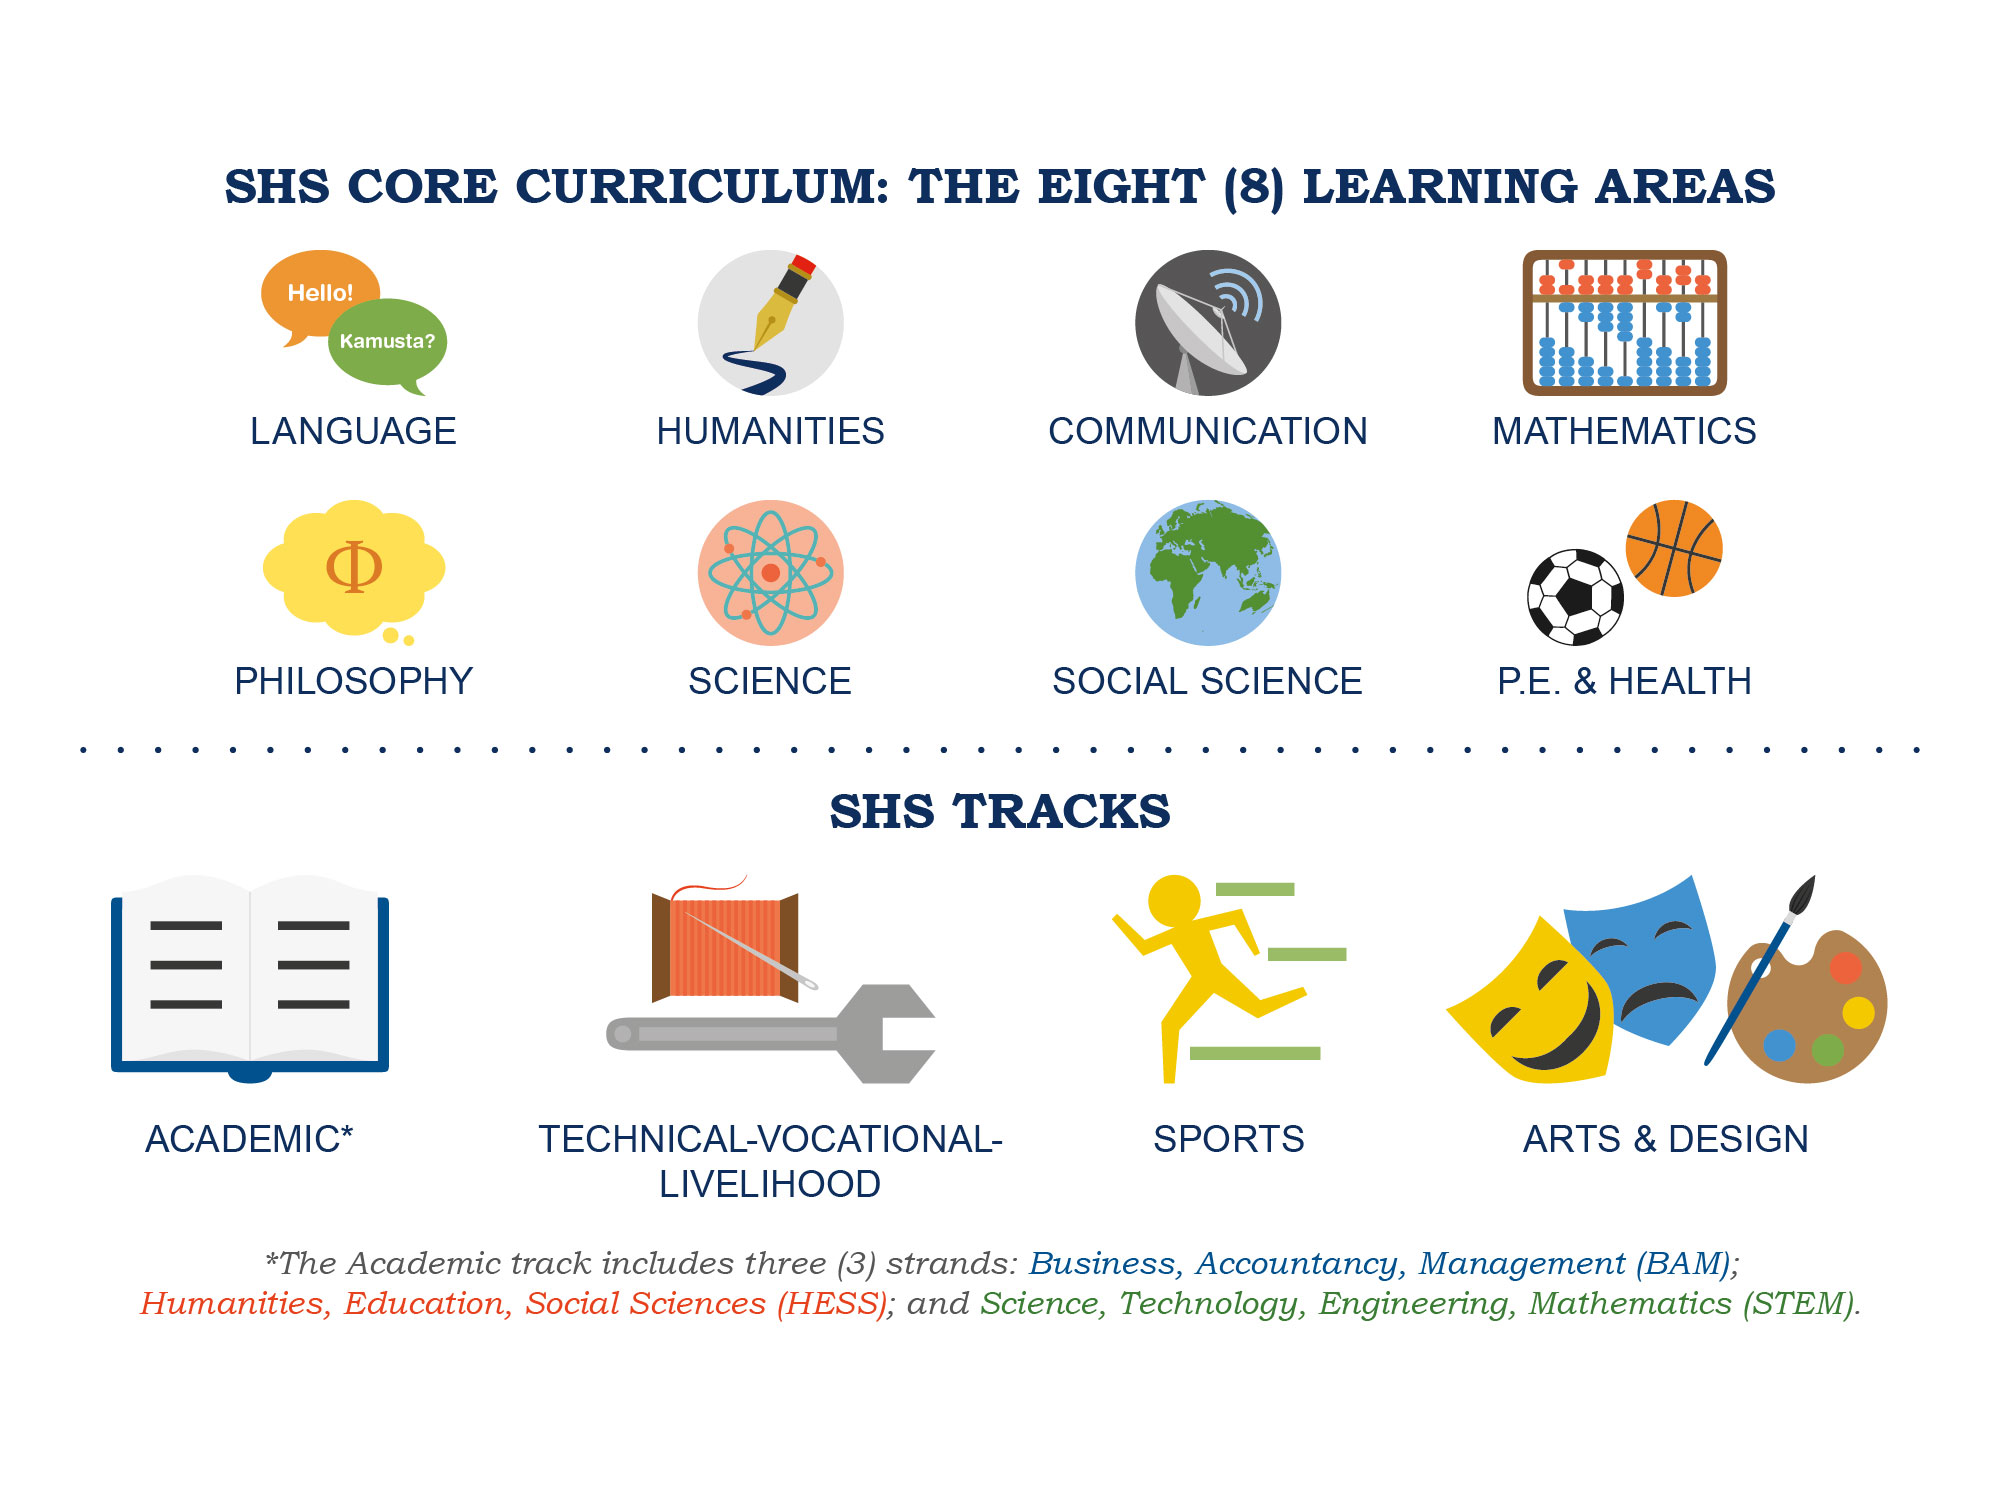 SHS CORE CURRICULUM: THE EIGHT (8) LEARNING AREAS
Hello!
Kamusta?
LANGUAGE
HUMANITIES
COMMUNICATION
MATHEMATICS
Φ
PHILOSOPHY
SCIENCE
SOCIAL SCIENCE
P.E. & HEALTH
SHS TRACKS
ACADEMIC*
TECHNICAL-VOCATIONAL-
LIVELIHOOD
SPORTS
ARTS & DESIGN
*The Academic track includes three (3) strands: Business, Accountancy, Management (BAM);
Humanities, Education, Social Sciences (HESS); and Science, Technology, Engineering, Mathematics (STEM).